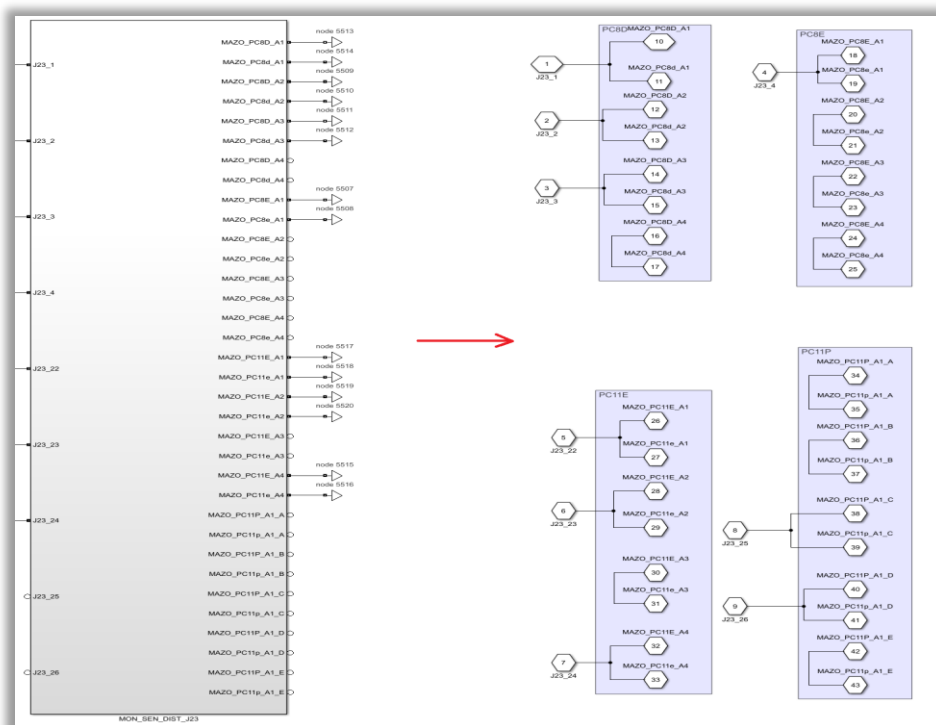 J23_1
J23_2
J23_3
J23_4
J23_22
J23_23
J23_24
J23_25
J23_26
MAZO_PC8D_A1
MAZO_PC8d_A1
MAZO_PC8D_A2
MAZO_PC8d_A2
MAZO_PC8D_A3
MAZO_PC8d_A3
MAZO_PC8D_A4
MAZO_PC8d_A4
MAZO_PC8E_A1
MAZO_PC8e_A1
MAZO_PC8E_A2
MAZO_PC8e_A2
MAZO_PC8E_A3
MAZO_PC8e_A3
MAZO_PC8E_A4
MAZO_PC8e_A4
MAZO_PC11E_A1
MAZO_PC11e_A1
MAZO_PC11E_A2
MAZO_PC11e_A2
MAZO_PC11E_A3
MAZO_PC11e_A3
MAZO_PC11E_A4
MAZO_PC11e_A4
MAZO_PC11P_A1_A
MAZO_PC11p_A1_A
MAZO_PC11P_A1_B
MAZO_PC11p_A1_B
MAZO_PC11P_A1_C
MAZO_PC11p_A1_C
MAZO_PC11P_A1_D
MAZO_PC11p_A1_D
MAZO_PC11P_A1_E
MAZO_PC11p_A1_E
node 5513
node 5514
node 5509
node 5510
node 5511
node 5512
node 5507
node 5508
node 5517
node 5518
node 5519
node 5520
node 5515
node 5516
MON_SEN_DIST_J23
PC8D
1
J23_1
2
J23_2
3
J23_3
MAZO_PC8D_A1
10
MAZO_PC8d_A1
11
MAZO_PC8D_A2
12
MAZO_PC8d_A2
13
MAZO_PC8D_A3
14
MAZO_PC8d_A3
15
MAZO_PC8D_A4
16
MAZO_PC8d_A4
17
PC8E
4
J23_4
MAZO_PC8E_A1
18
MAZO_PC8e_A1
19
MAZO_PC8E_A2
20
MAZO_PC8e_A2
21
MAZO_PC8E_A3
22
MAZO_PC8e_A3
23
MAZO_PC8E_A4
24
MAZO_PC8e_A4
25
PC11E
5
J23_22
6
J23_23
7
J23_24
MAZO_PC11E_A1
26
MAZO_PC11e_A1
27
MAZO_PC11E_A2
28
MAZO_PC11e_A2
29
MAZO_PC11E_A3
30
MAZO_PC11e_A3
31
MAZO_PC11E_A4
32
MAZO_PC11e_A4
33
PC11P
8
J23_25
9
J23_26
MAZO_PC11P_A1_A
34
MAZO_PC11p_A1_A
35
MAZO_PC11P_A1_B
36
MAZO_PC11p_A1_B
37
MAZO_PC11P_A1_C
38
MAZO_PC11p_A1_C
39
MAZO_PC11P_A1_D
40
MAZO_PC11p_A1_D
41
MAZO_PC11P_A1_E
42
MAZO_PC11p_A1_E
43